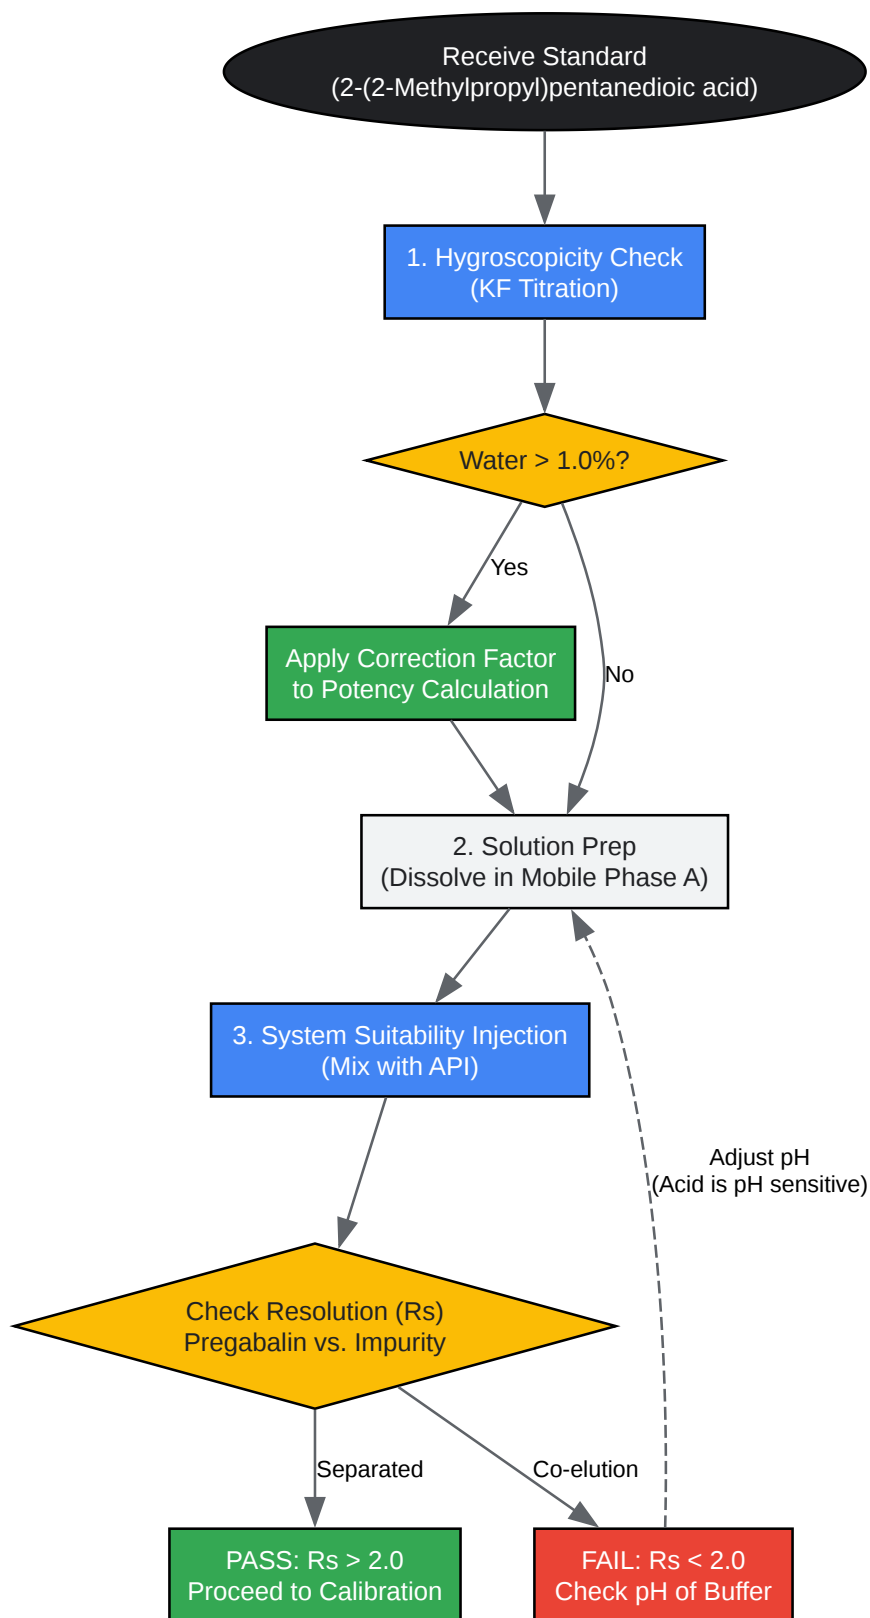 Receive Standard
(2-(2-Methylpropyl)pentanedioic acid)
1. Hygroscopicity Check
(KF Titration)
Water > 1.0%?
Yes
No
Apply Correction Factor
to Potency Calculation
2. Solution Prep
(Dissolve in Mobile Phase A)
3. System Suitability Injection
(Mix with API)
Adjust pH
(Acid is pH sensitive)
Check Resolution (Rs)
Pregabalin vs. Impurity
Separated
Co-elution
PASS: Rs > 2.0
Proceed to Calibration
FAIL: Rs < 2.0
Check pH of Buffer